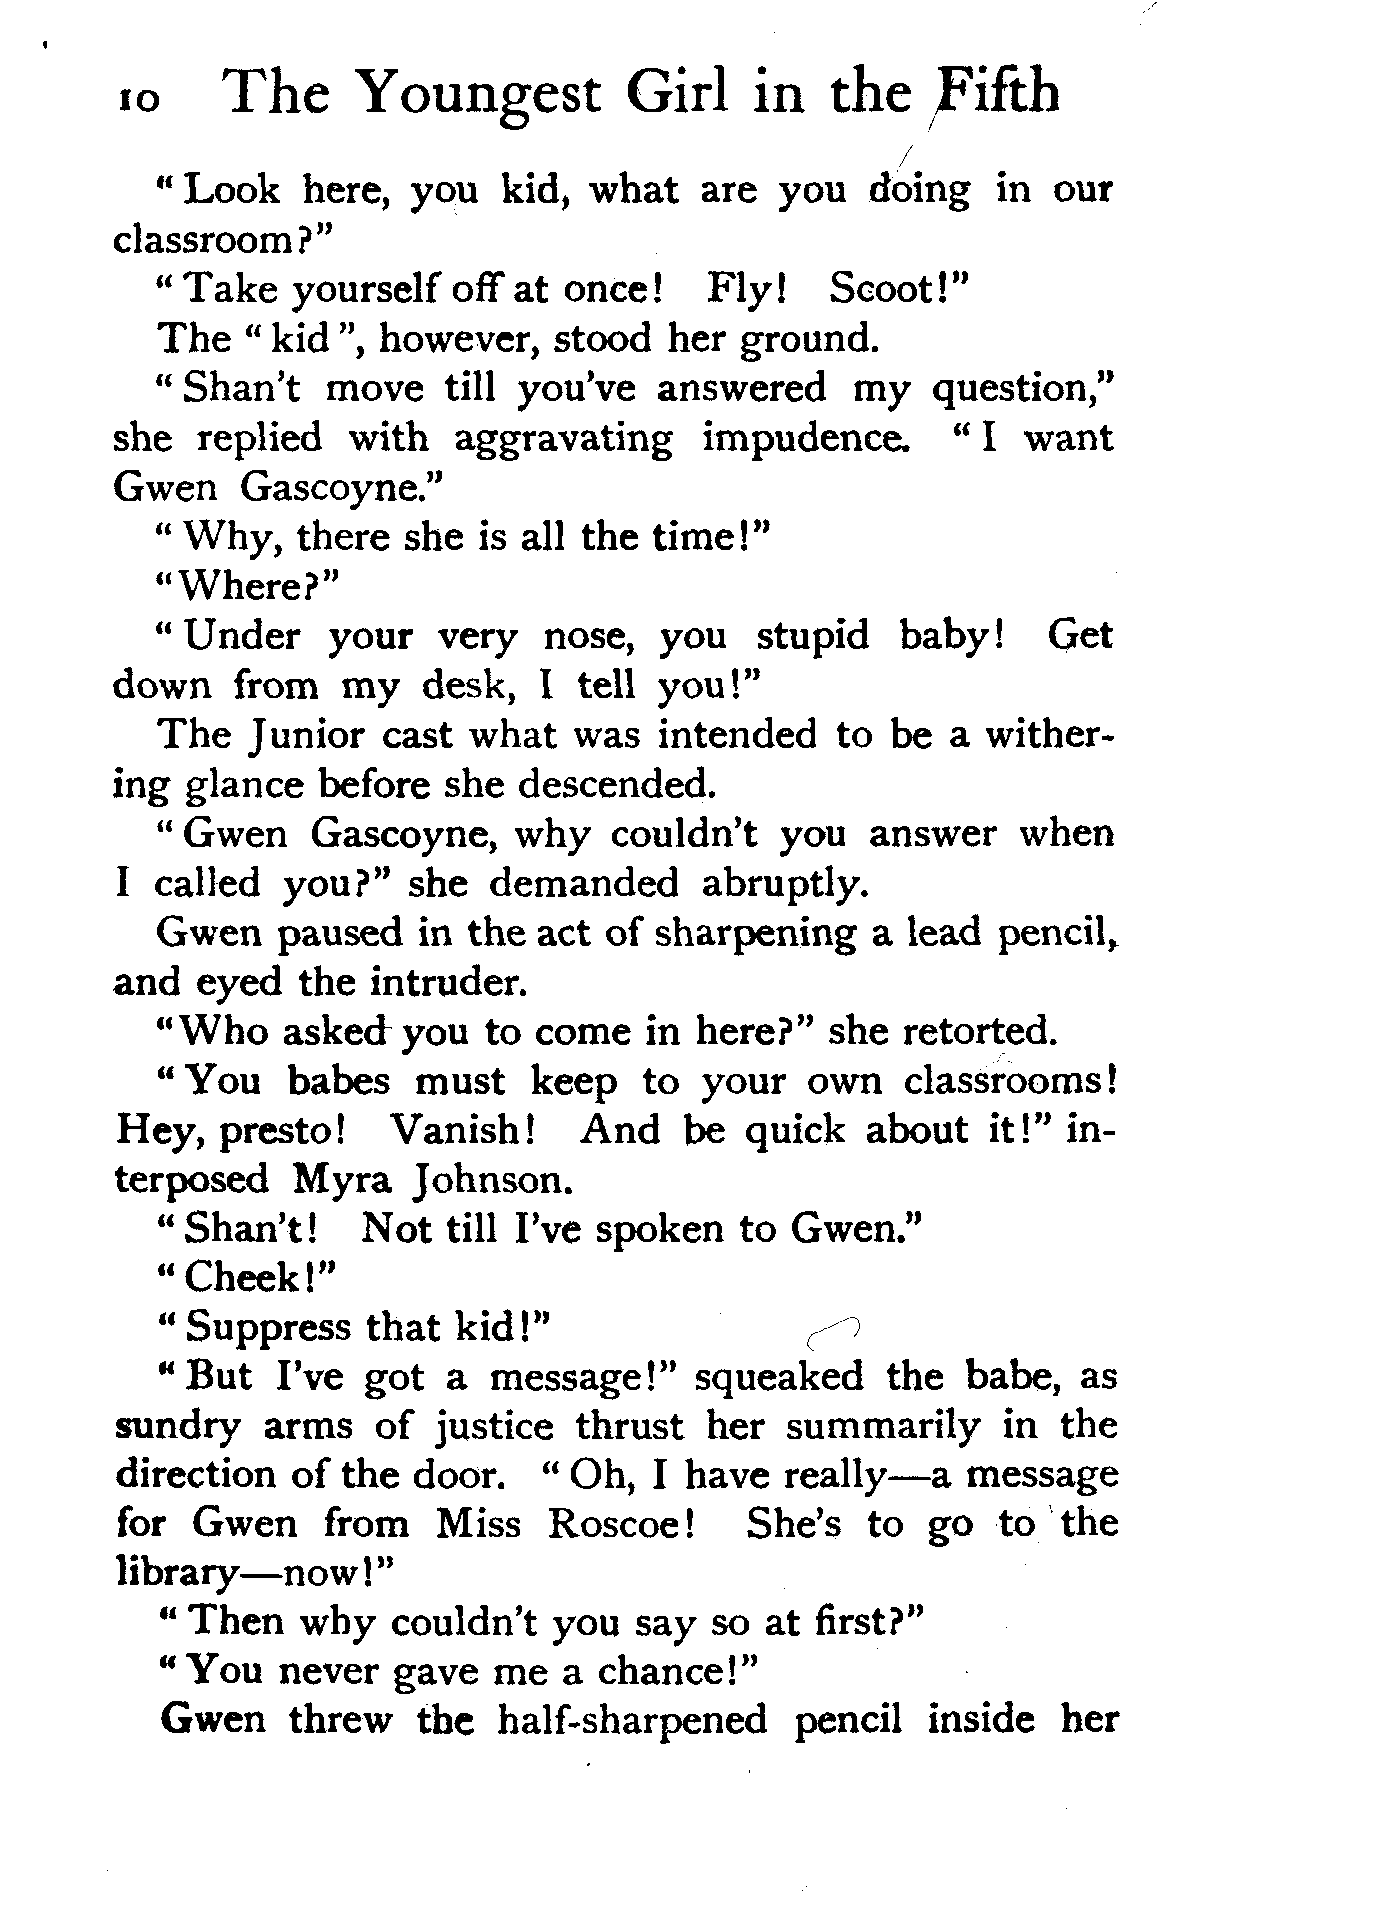 10 The Youngest Girl in the Fifth
“Look here, you kid, what are you doing in our
classroom?”
“Take yourself off at once! Fly! Scoot!”
The “kid”, however, stood her ground.
“Shan't move till you've answered my question,”
she replied with aggravating impudence. “I want
Gwen Gascoyne.”
“Why, there she is all the time!”
“Where?”
“Under your very nose, you stupid baby! Get
down from my desk, I tell you!”
The Junior cast what was intended to be a wither-
ing glance before she descended.
“Gwen Gascoyne, why couldn't you answer when
I called you?” she demanded abruptly.
Gwen paused in the act of sharpening a lead pencil,
and eyed the intruder.
“Who asked you to come in here?” she retorted.
“You babes must keep to your own classrooms!
Hey, presto! Vanish! And be quick about it!” in-
terposed Myra Johnson.
“Shan't! Not till I've spoken to Gwen.”
“Cheek!”
“Suppress that kid!”
“But I've got a message!” squeaked the babe, as
sundry arms of justice thrust her summarily in the
direction of the door. “Oh, I have really—a message
for Gwen from Miss Roscoe! She's to go to the
library—now!”
“Then why couldn't you say so at first?”
“You never gave me a chance!”
Gwen threw the half-sharpened pencil inside her